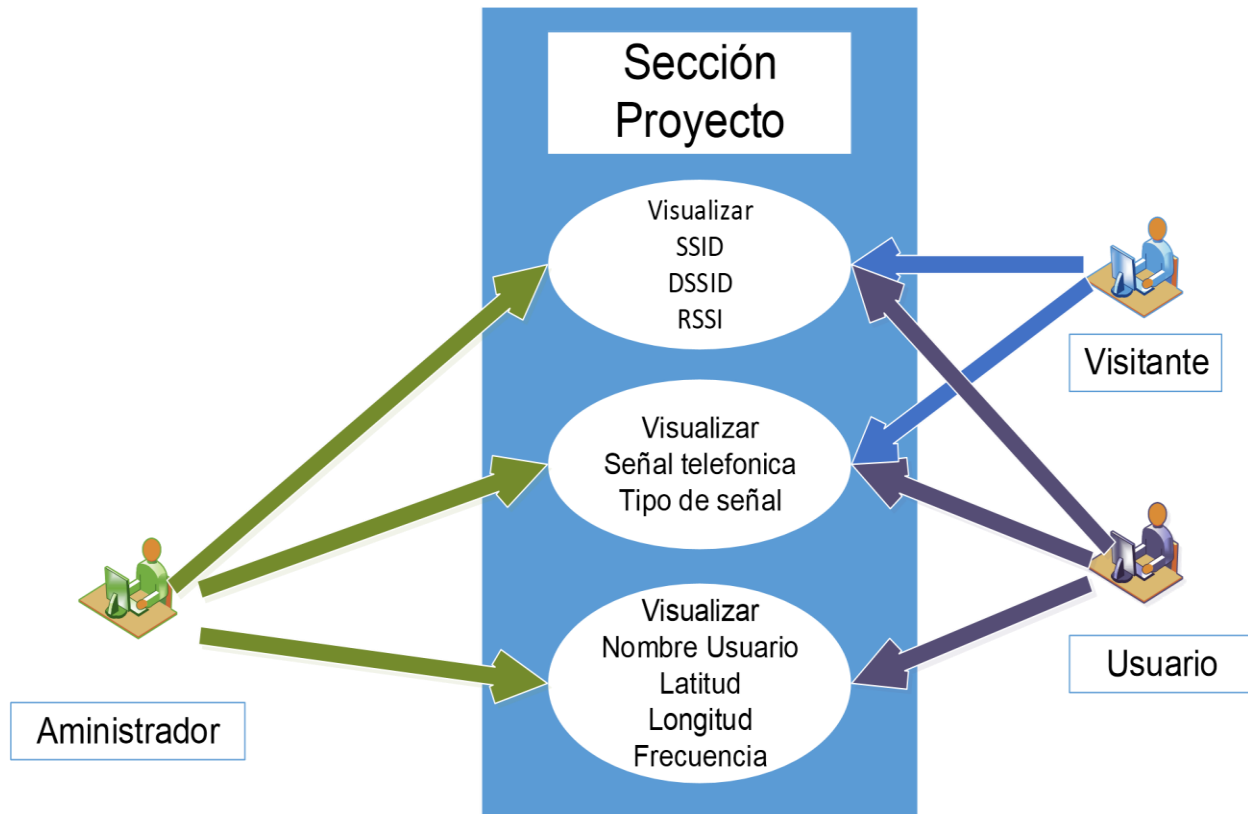 Sección
Proyecto
Visualizar
SSID
DSSID
RSSI
Visitante
Visualizar
Señal telefonica
Tipo de señal
Visualizar
Nombre Usuario
Latitud
Longitud
Frecuencia
Usuario
Aministrador